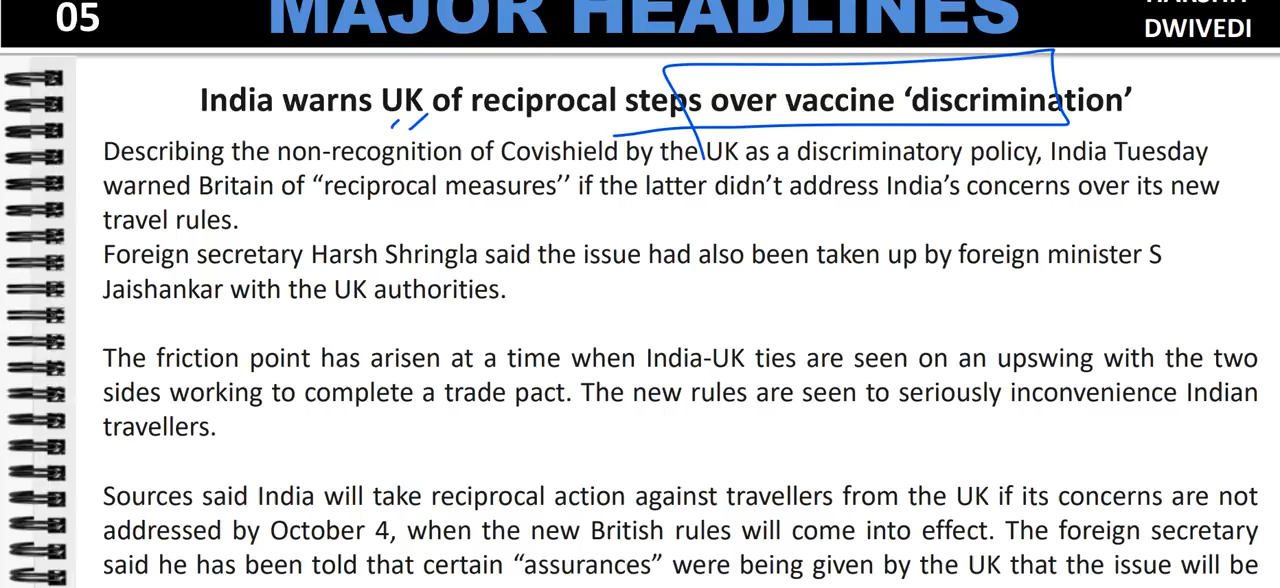 05
MAJOR HEADLINES
DWIVEDI
India warns UK of reciprocal steps over vaccine ‘discrimination’
Describing the non-recognition of Covishield by the UK as a discriminatory policy, India Tuesday
warned Britain of “reciprocal measures’’ if the latter didn’t address India’s concerns over its new
travel rules.
Foreign secretary Harsh Shringla said the issue had also been taken up by foreign minister S
Jaishankar with the UK authorities.
The friction point has arisen at a time when India-UK ties are seen on an upswing with the two
sides working to complete a trade pact. The new rules are seen to seriously inconvenience Indian
travellers.
Sources said India will take reciprocal action against travellers from the UK if its concerns are not
addressed by October 4, when the new British rules will come into effect. The foreign secretary
said he has been told that certain “assurances” were being given by the UK that the issue will be